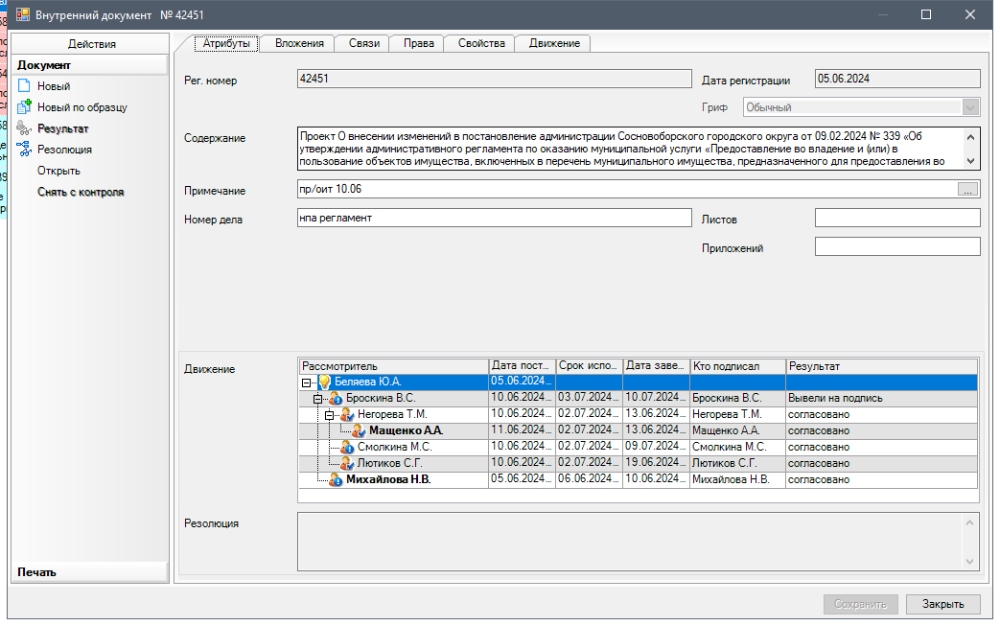 Внутренний документ № 42451
Действия
Документ
Новый
Новый по образцу
Результат
Резолюция
Открыть
Снять с контроля
Печать
Атрибуты Вложения Связи Права Свойства Движение
Рег. номер 42451 Дата регистрации 05.06.2024
Гриф Обычный
Содержание
Проект О внесении изменений в постановление администрации Сосновоборского городского округа от 09.02.2024 № 339 «Об
утверждении административного регламента по оказанию муниципальной услуги «Предоставление во владение и (или) в
пользование объектов имущества, включенных в перечень муниципального имущества, предназначенного для предоставления во
Примечание пр/оит 10.06 ...
Номер дела нпа регламент Листов
Приложений
Движение
Рассмотритель Дата пост... Срок испо... Дата заве... Кто подписал Результат
Беляева Ю.А. 05.06.2024...
Броскина В.С. 10.06.2024... 03.07.2024... 10.07.2024... Броскина В.С. Вывели на подпись
Негорева Т.М. 10.06.2024... 02.07.2024... 13.06.2024... Негорева Т.М. согласовано
Мащенко А.А. 11.06.2024... 02.07.2024... 13.06.2024... Мащенко А.А. согласовано
Смолкина М.С. 10.06.2024... 02.07.2024... 09.07.2024... Смолкина М.С. согласовано
Лютиков С.Г. 10.06.2024... 02.07.2024... 19.06.2024... Лютиков С.Г. согласовано
Михайлова Н.В. 05.06.2024... 06.06.2024... 10.06.2024... Михайлова Н.В. согласовано
Резолюция
Сохранить Закрыть